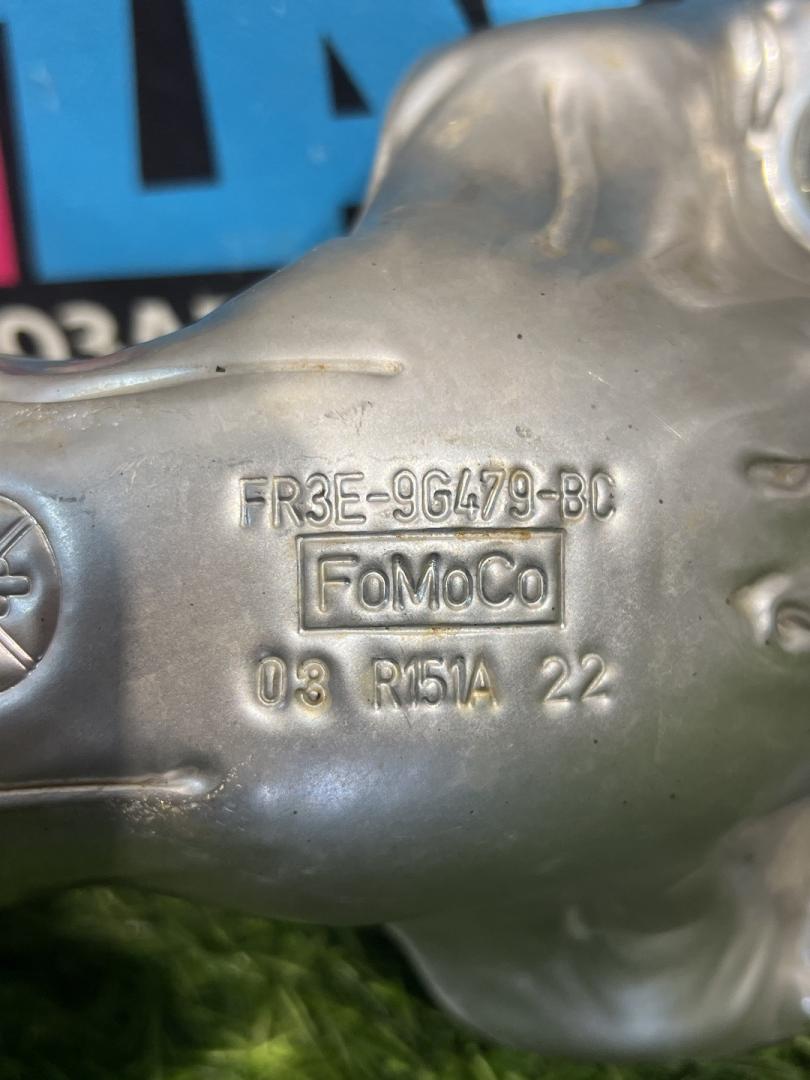 FR3E-9G479-BC
FoMoCo
03 R151A 22